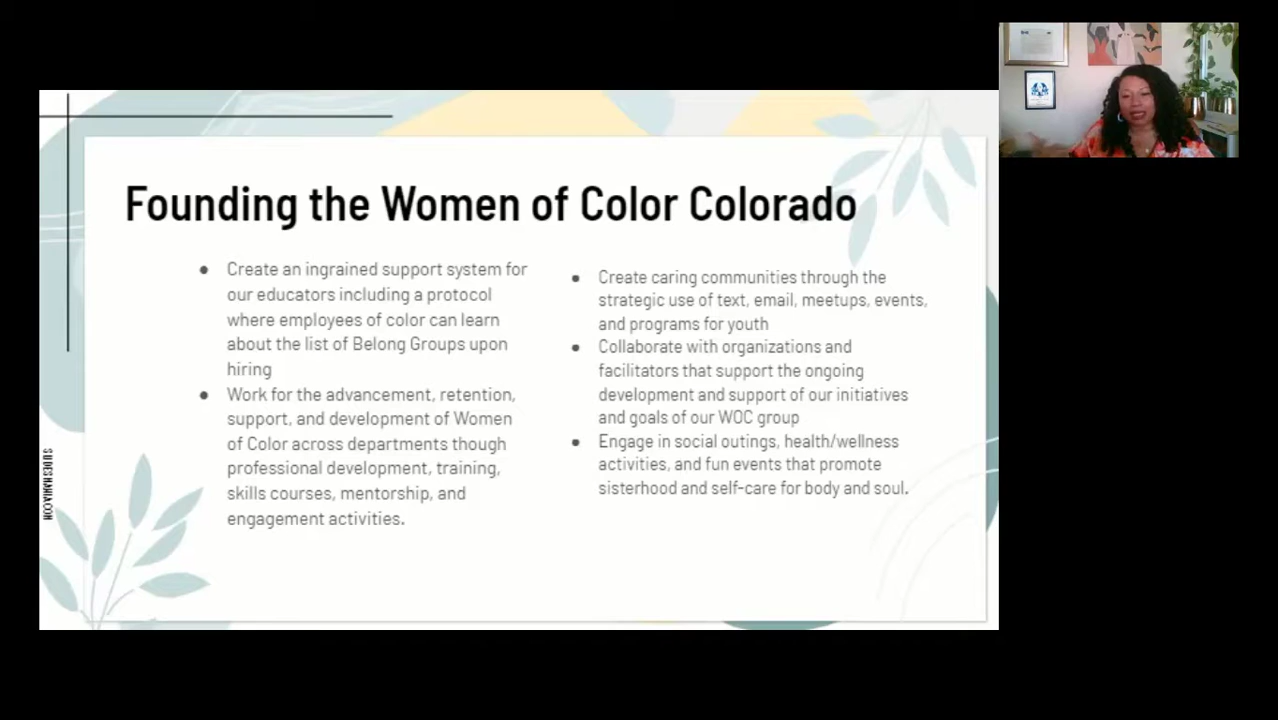 Founding the Women of Color Colorado
● Create an ingrained support system for
our educators including a protocol
where employees of color can learn
about the list of Belong Groups upon
hiring
● Work for the advancement, retention,
support, and development of Women
of Color across departments though
professional development, training,
skills courses, mentorship, and
engagement activities.
● Create caring communities through the
strategic use of text, email, meetups, events,
and programs for youth
● Collaborate with organizations and
facilitators that support the ongoing
development and support of our initiatives
and goals of our WOC group
● Engage in social outings, health/wellness
activities, and fun events that promote
sisterhood and self-care for body and soul.
SLIDESMANIA.COM